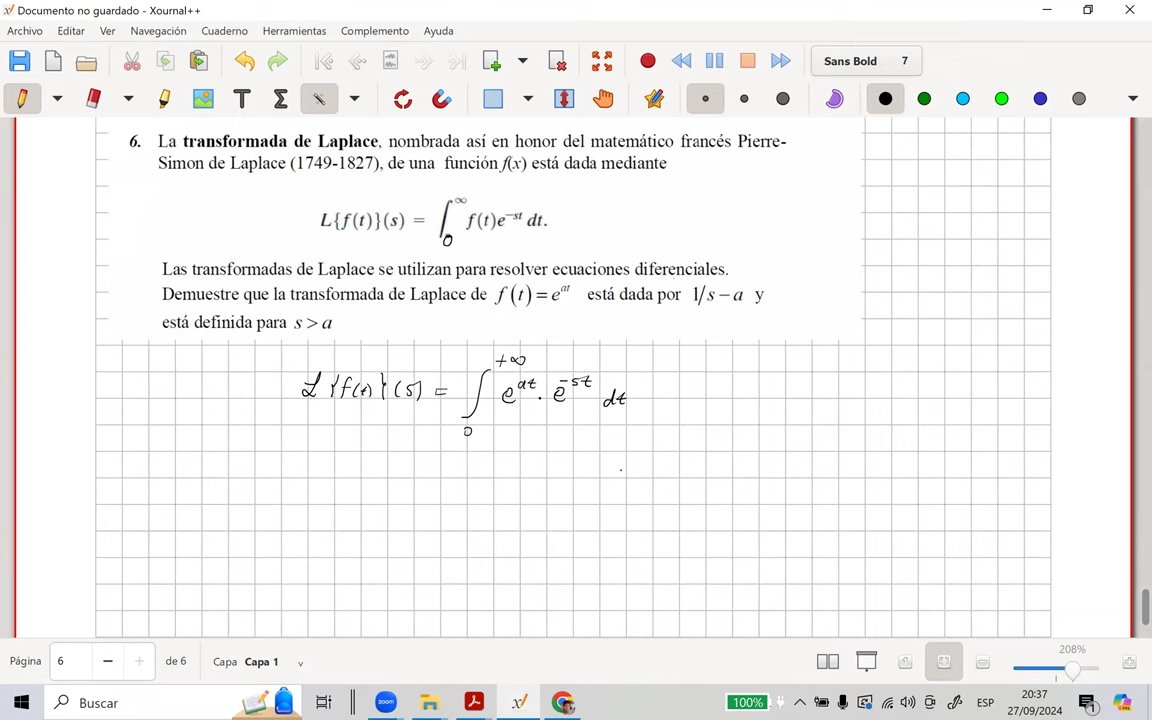 Documento no guardado - Xournal++
Archivo Editar Ver Navegación Cuaderno Herramientas Complemento Ayuda
Sans Bold 7
6. La transformada de Laplace, nombrada así en honor del matemático francés Pierre-
Simon de Laplace (1749-1827), de una función f(x) está dada mediante
L{f(t)}(s) = ∫₀^∞ f(t)e^{-st} dt.
Las transformadas de Laplace se utilizan para resolver ecuaciones diferenciales.
Demuestre que la transformada de Laplace de f(t) = e^{at} está dada por 1/s − a y
está definida para s > a
ℒ{f(t)}(s) = ∫₀^{+∞} e^{at} · e^{-st} dt
Página 6 de 6 Capa Capa 1 208%
Buscar zoom 100% ESP 20:37
27/09/2024 1